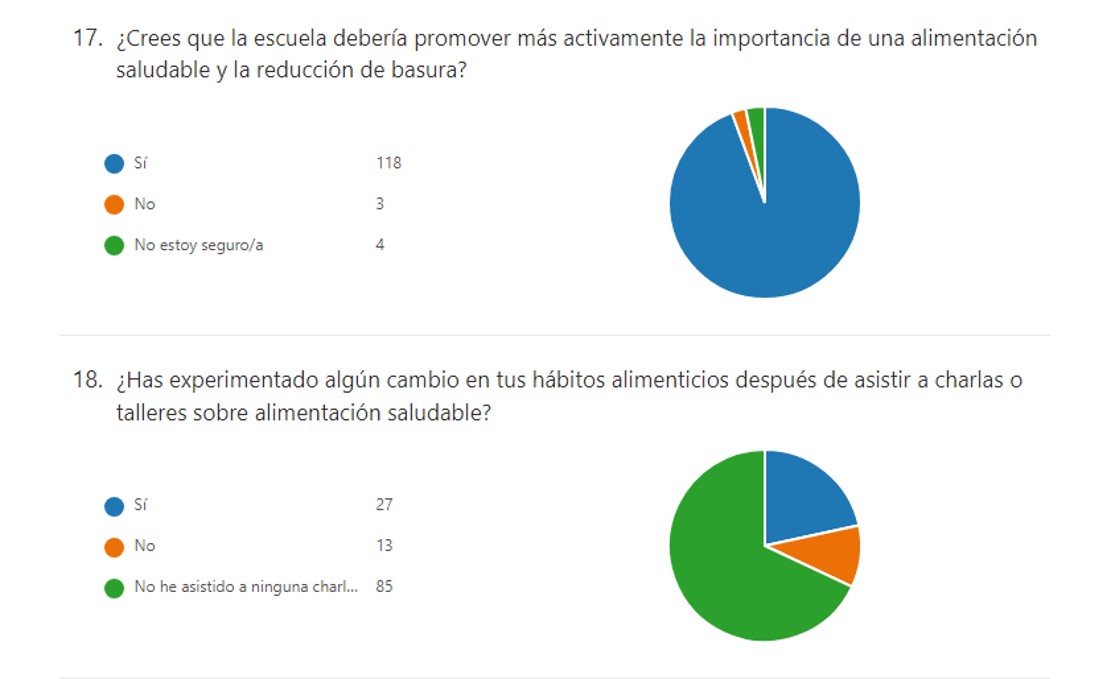 17. ¿Crees que la escuela debería promover más activamente la importancia de una alimentación
saludable y la reducción de basura?
Sí 118
No 3
No estoy seguro/a 4
18. ¿Has experimentado algún cambio en tus hábitos alimenticios después de asistir a charlas o
talleres sobre alimentación saludable?
Sí 27
No 13
No he asistido a ninguna charl... 85